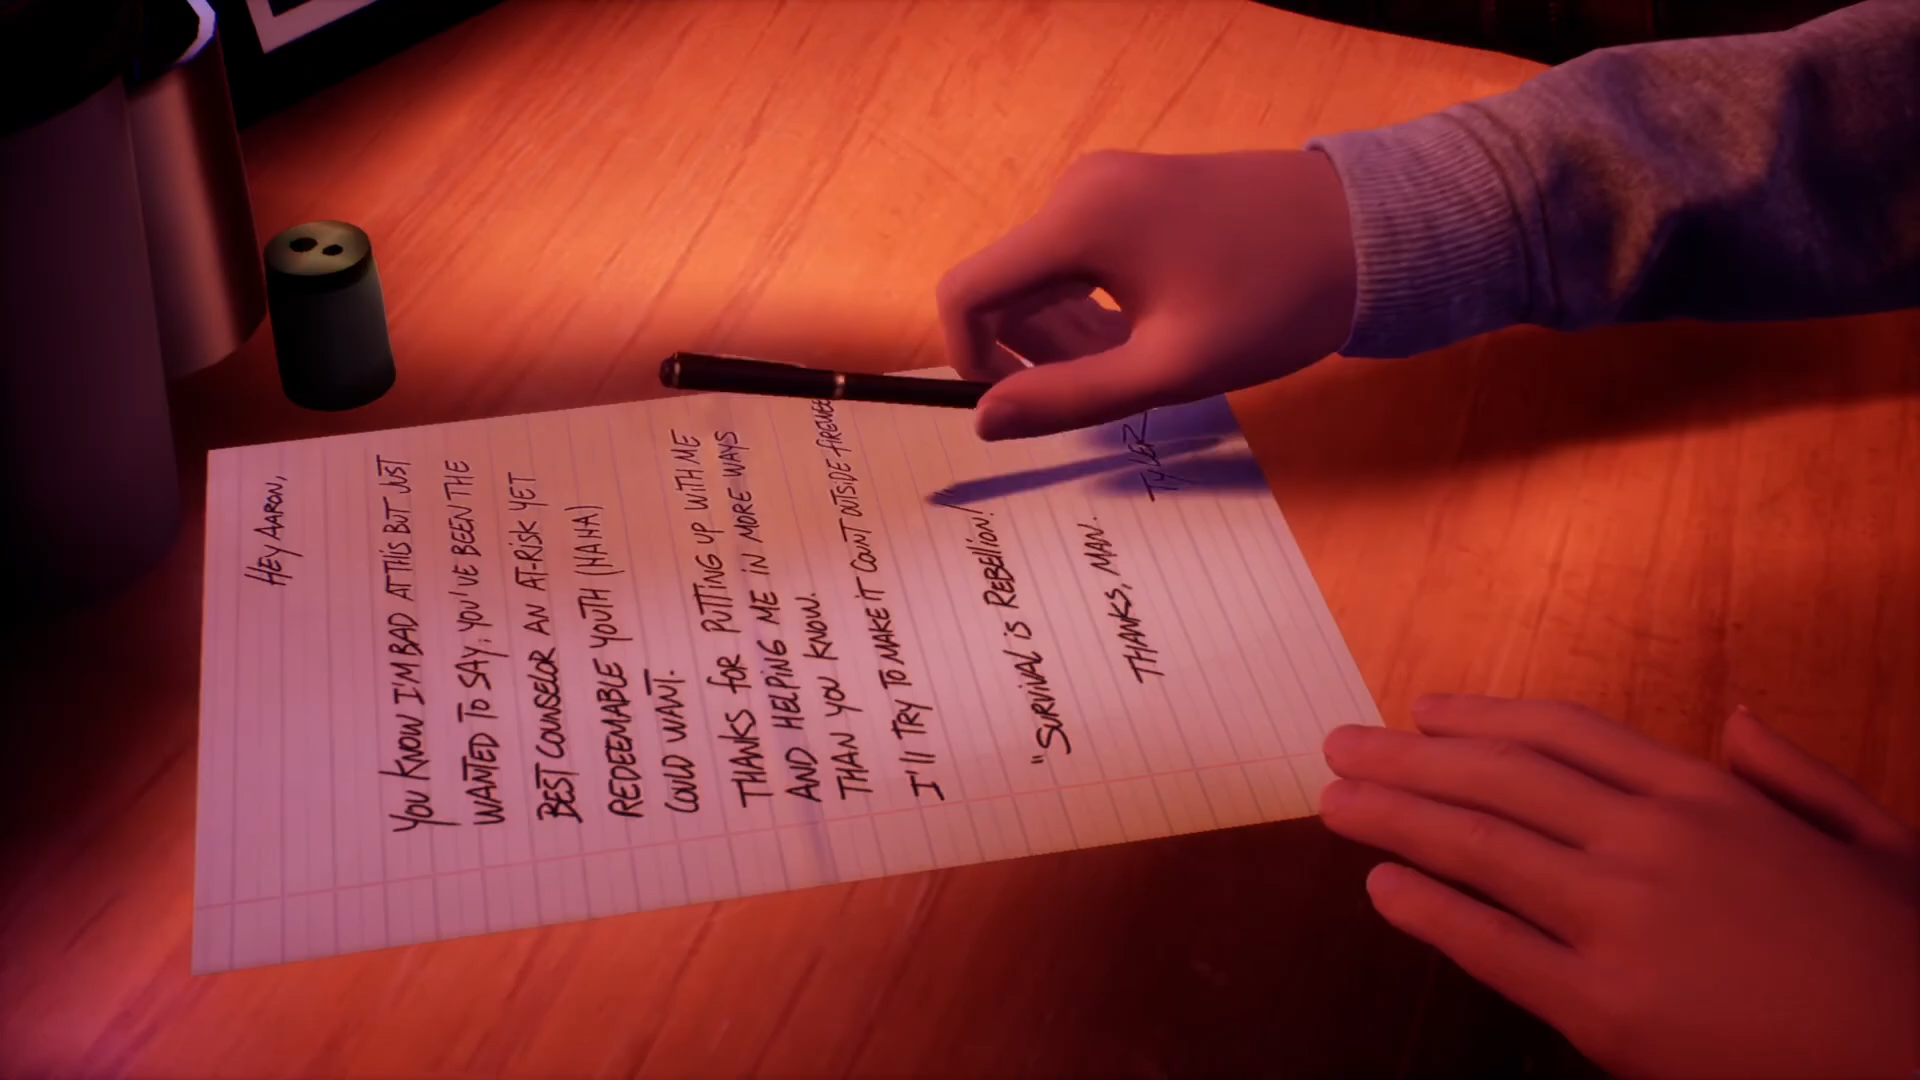 Hey Aaron,
You know I'm bad at this but just
wanted to say; you've been the
best counselor an at-risk yet
redeemable youth (haha)
could want.
Thanks for putting up with me
and helping me in more ways
than you know.
I'll try to make it count outside
"Survival is Rebellion!"
Thanks, man.
Tyler